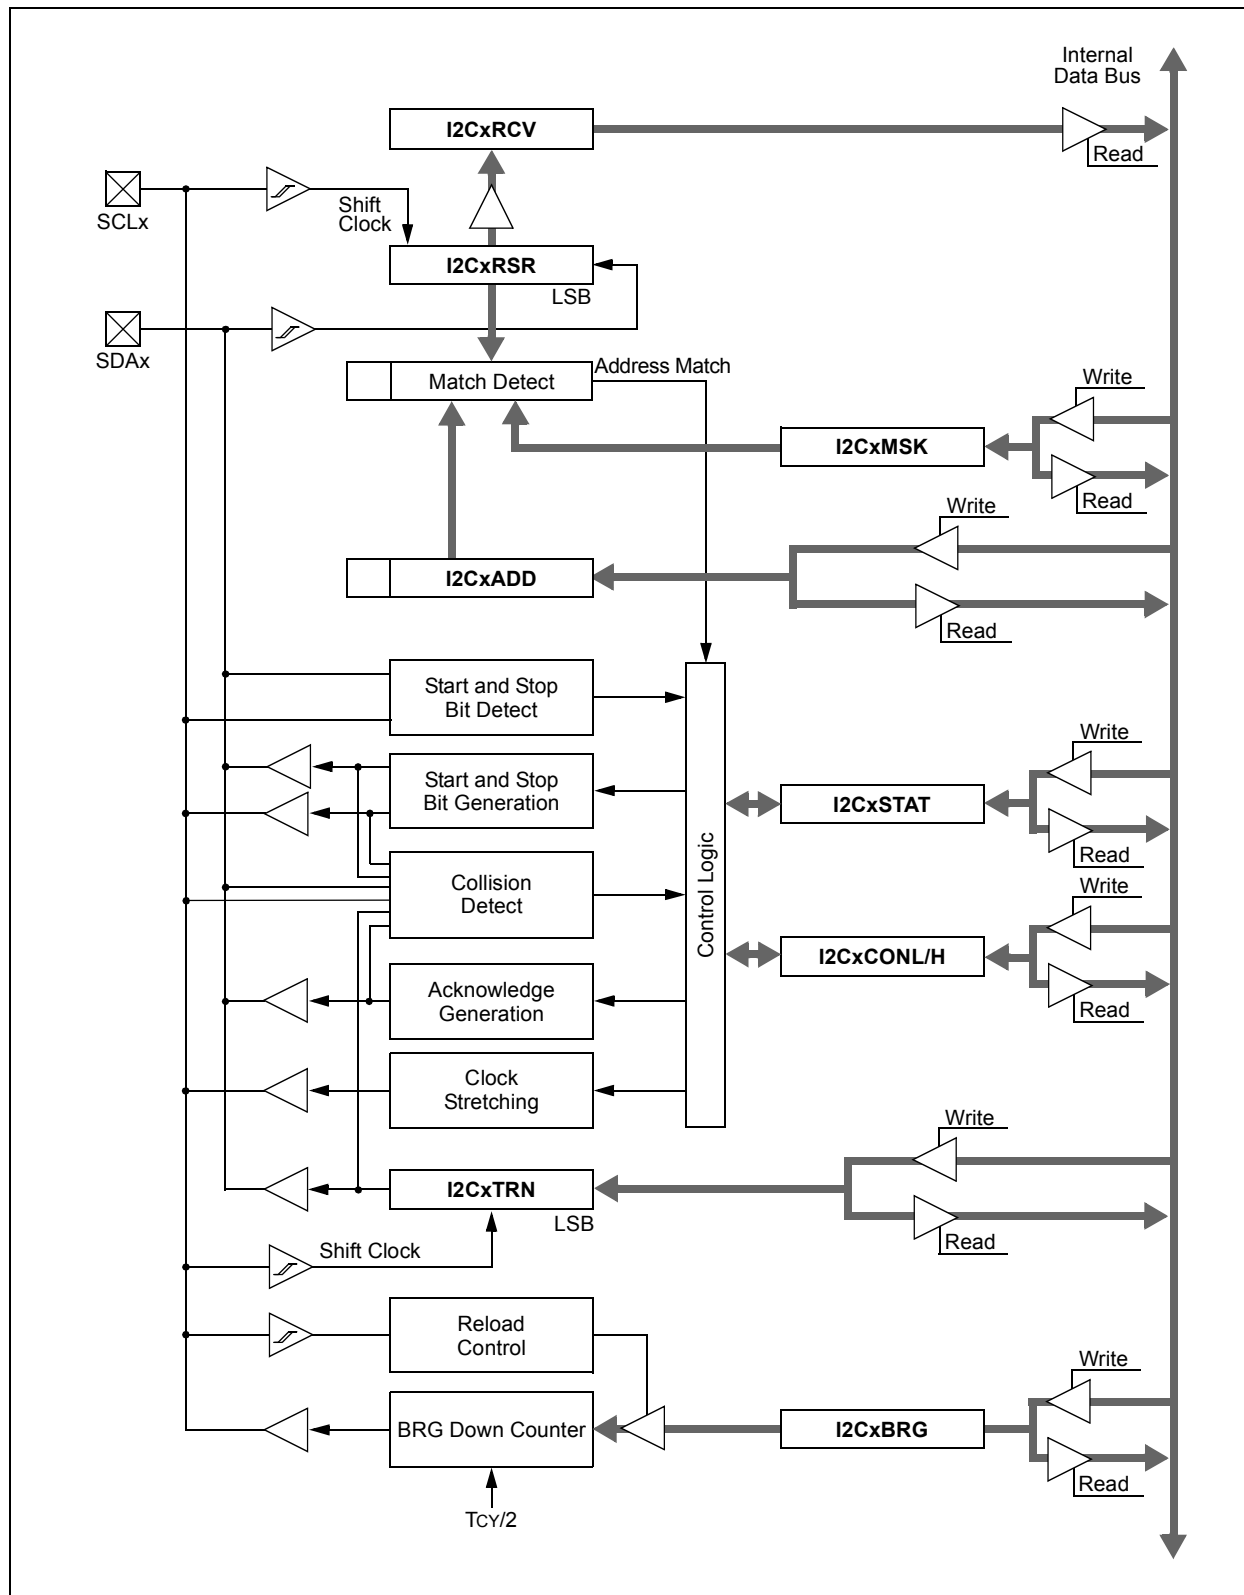 Internal
Data Bus
I2CxRCV
Read
Shift
Clock
SCLx
I2CxRSR
LSB
SDAx
Address Match
Match Detect
Write
I2CxMSK
Read
Write
I2CxADD
Read
Start and Stop
Bit Detect
Write
Start and Stop
Bit Generation
I2CxSTAT
Read
Control Logic
Collision
Detect
Write
I2CxCONL/H
Acknowledge
Generation
Read
Clock
Stretching
Write
I2CxTRN
LSB
Read
Shift Clock
Reload
Control
Write
BRG Down Counter
I2CxBRG
Read
TCY/2